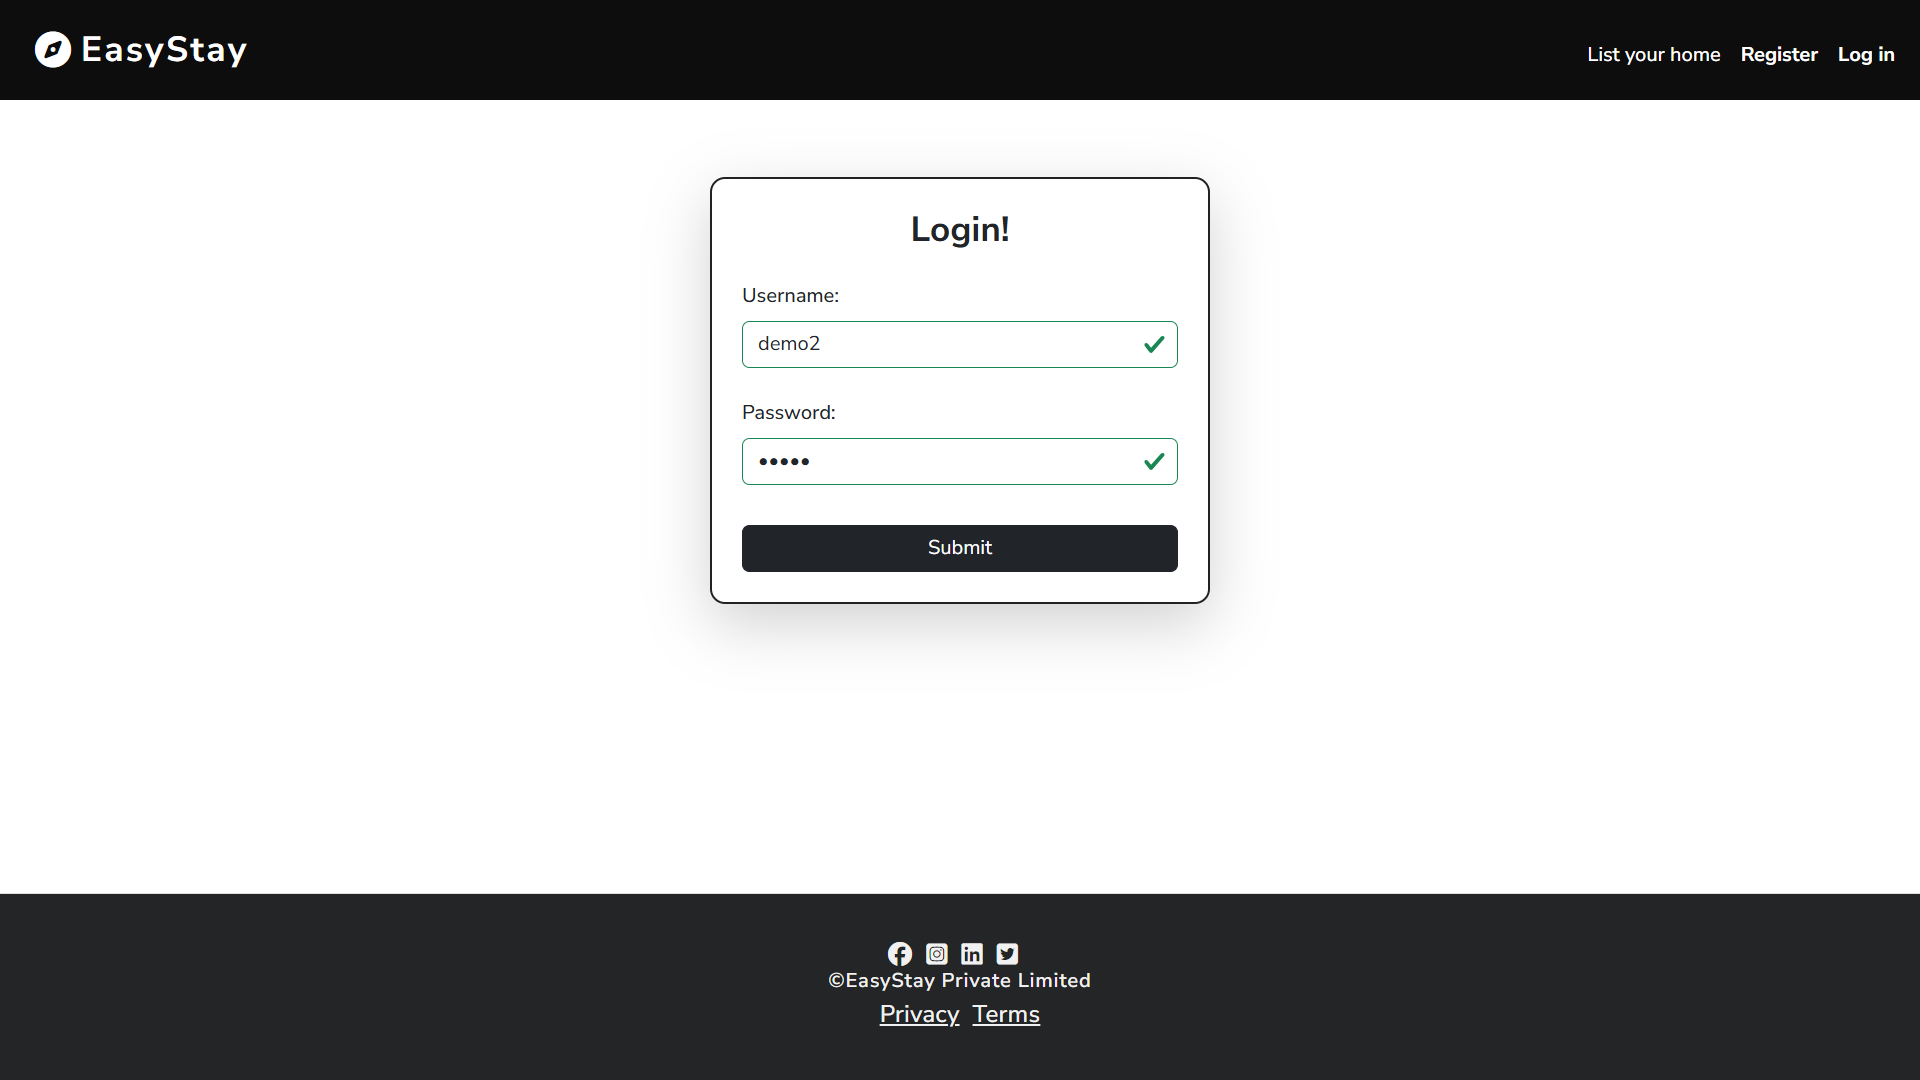 EasyStay
List your home Register Log in
Login!
Username:
demo2
Password:
•••••
Submit
©EasyStay Private Limited
Privacy Terms